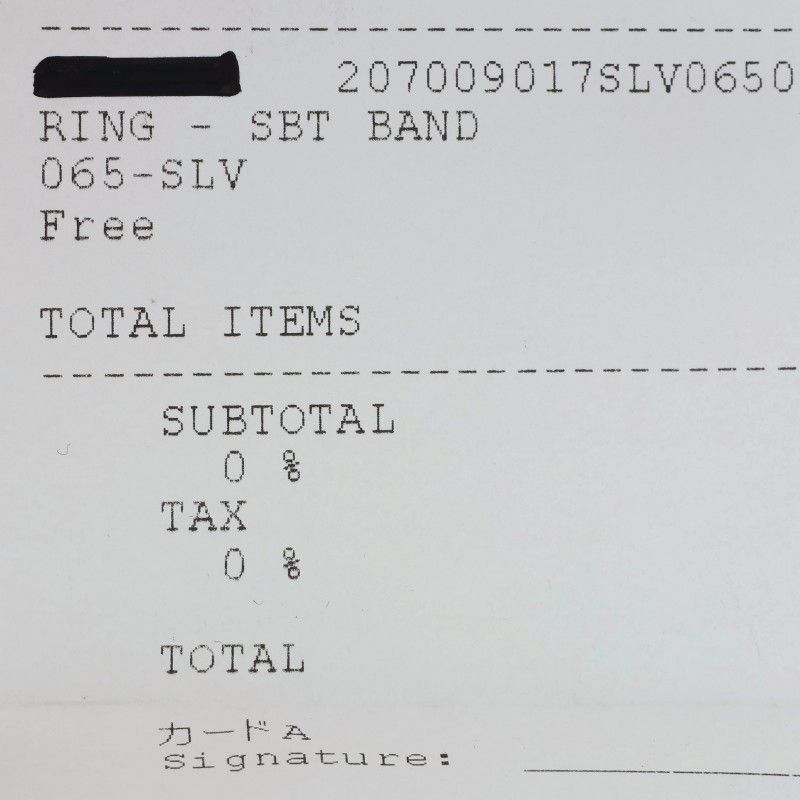 207009017SLV0650
RING - SBT BAND
065-SLV
Free
TOTAL ITEMS
SUBTOTAL
0 %
TAX
0 %
TOTAL
カードA
Signature: